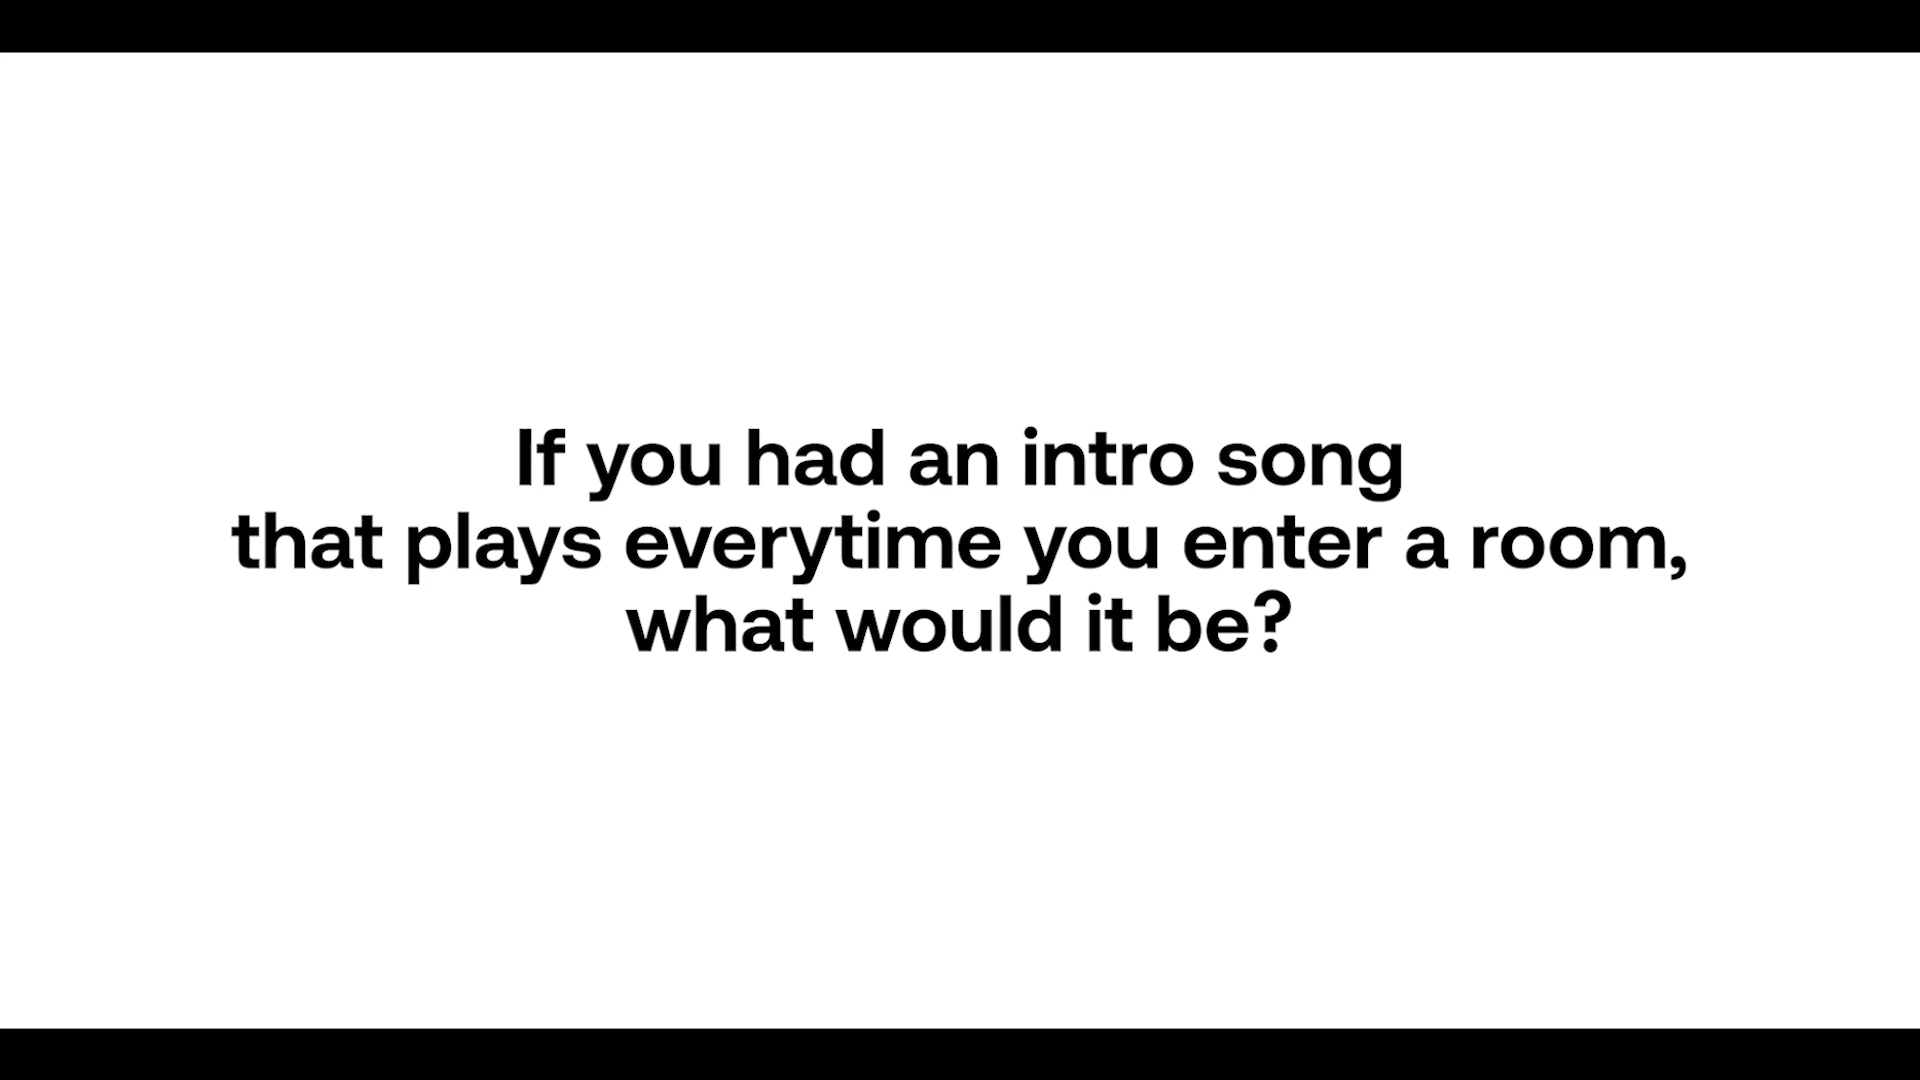 If you had an intro song
that plays everytime you enter a room,
what would it be?